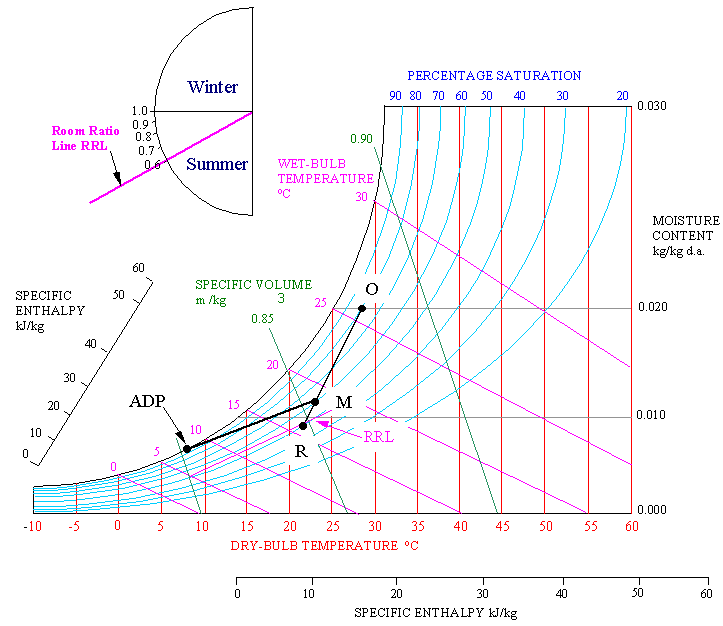 Winter
1.0
0.9
0.8
0.7
0.6
Summer
Room Ratio
Line RRL
PERCENTAGE SATURATION
90 80 70 60 50 40 30 20
0.030
0.90
WET-BULB
TEMPERATURE
ºC
30
MOISTURE
CONTENT
kg/kg d.a.
SPECIFIC
ENTHALPY
kJ/kg
60
50
40
30
20
10
0
SPECIFIC VOLUME
m /kg
3
0.85
O
25
0.020
20
ADP
M
15
0.010
10
RRL
R
5
0
0.000
-10 -5 0 5 10 15 20 25 30 35 40 45 50 55 60
DRY-BULB TEMPERATURE ºC
0 10 20 30 40 50 60
SPECIFIC ENTHALPY kJ/kg